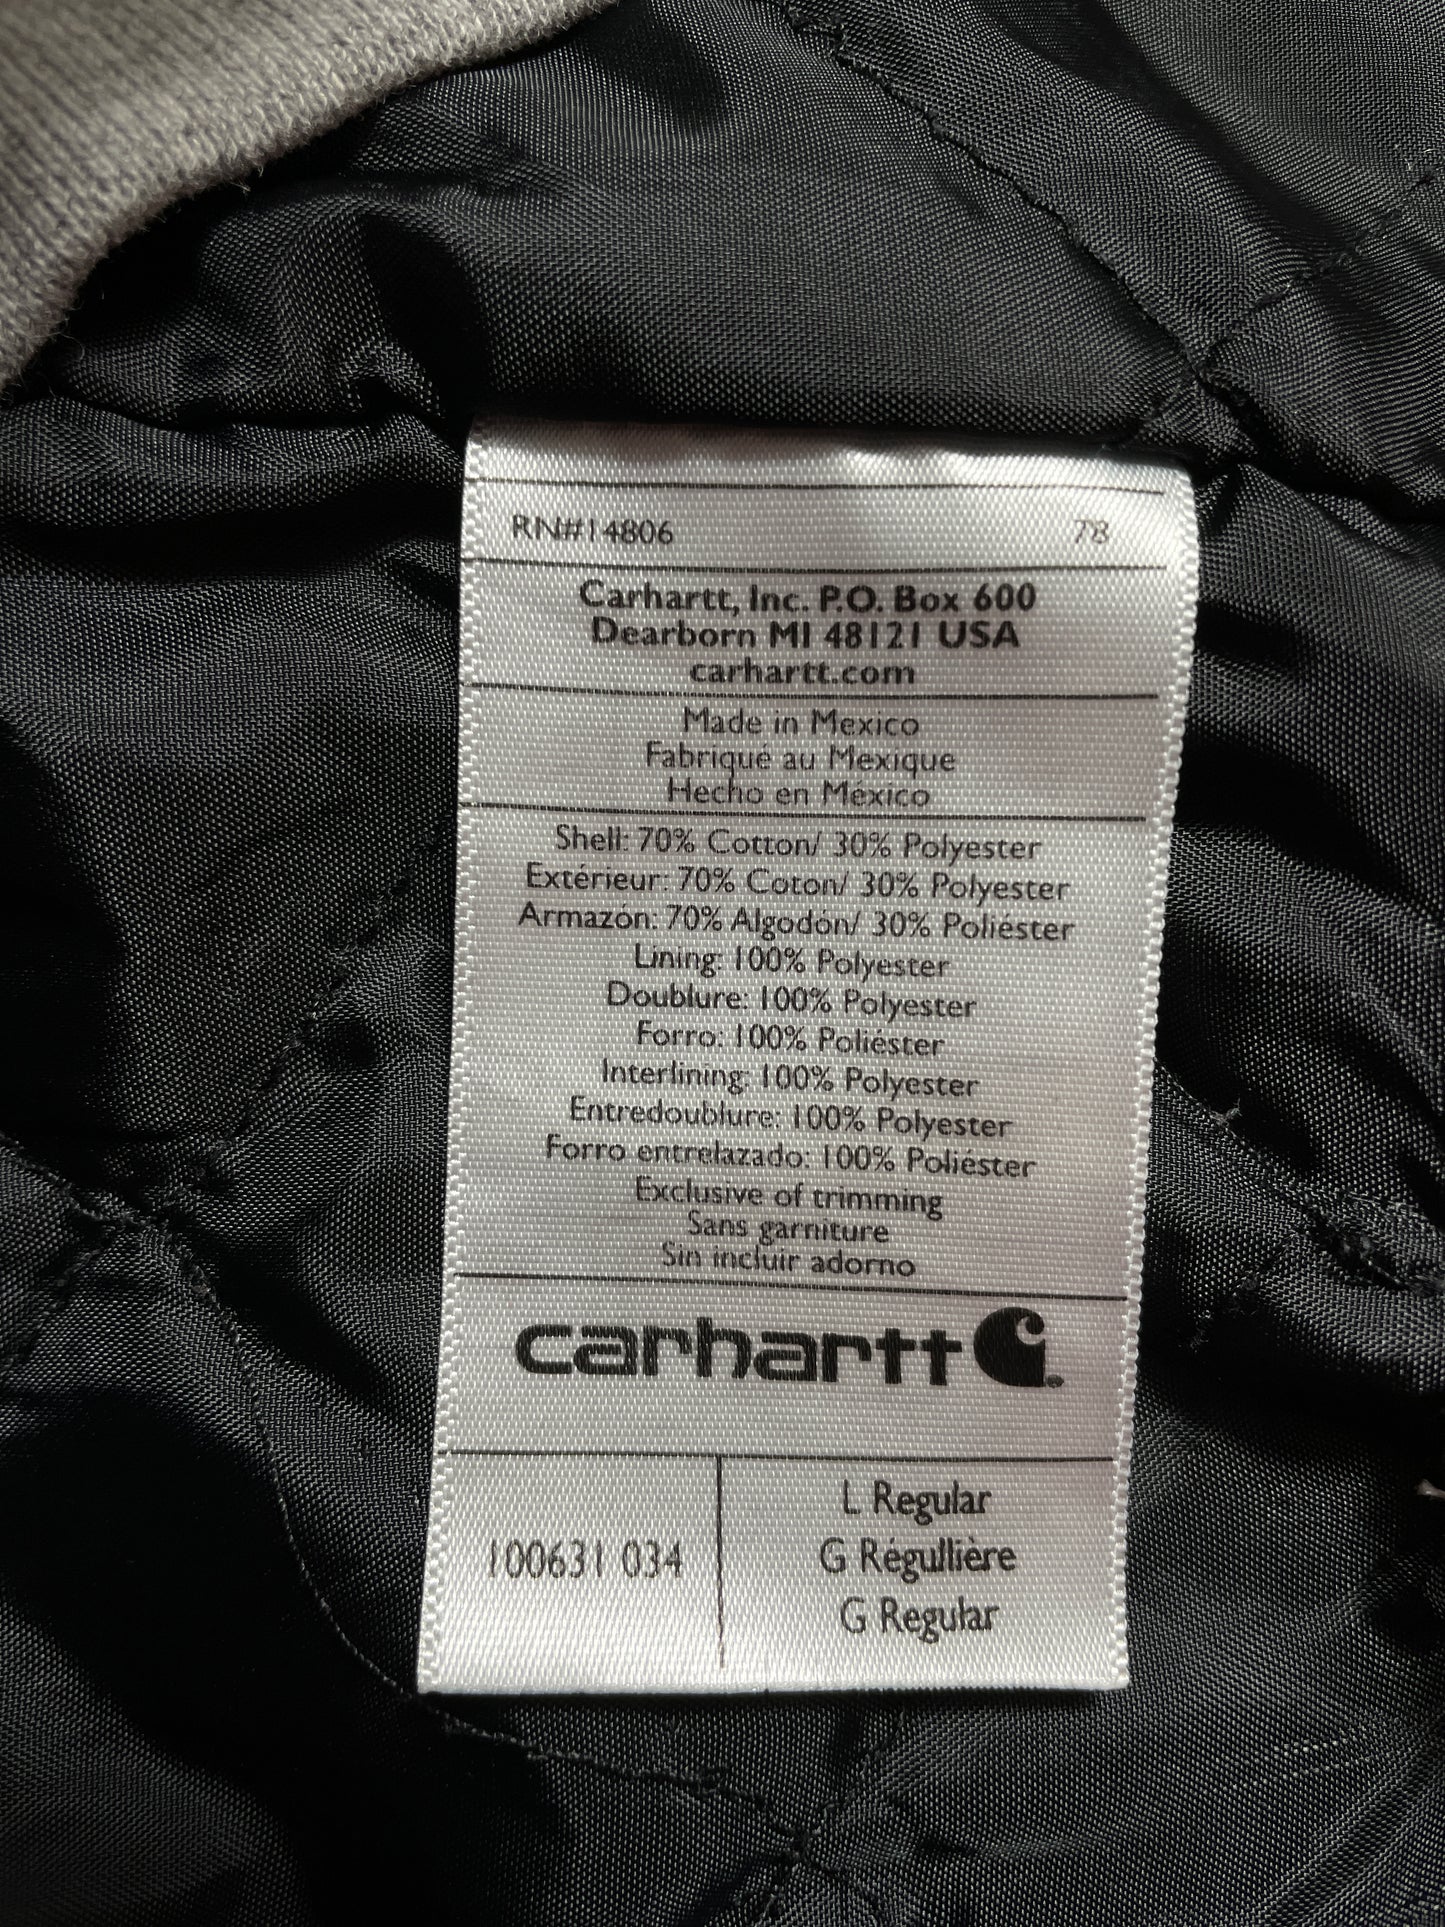 RN#14806 78
Carhartt, Inc. P.O. Box 600
Dearborn MI 48121 USA
carhartt.com
Made in Mexico
Fabriqué au Mexique
Hecho en México
Shell: 70% Cotton/ 30% Polyester
Extérieur: 70% Coton/ 30% Polyester
Armazón: 70% Algodón/ 30% Poliéster
Lining: 100% Polyester
Doublure: 100% Polyester
Forro: 100% Poliéster
Interlining: 100% Polyester
Entredoublure: 100% Polyester
Forro entrelazado: 100% Poliéster
Exclusive of trimming
Sans garniture
Sin incluir adorno
carhartt
100631 034
L Regular
G Régullière
G Regular